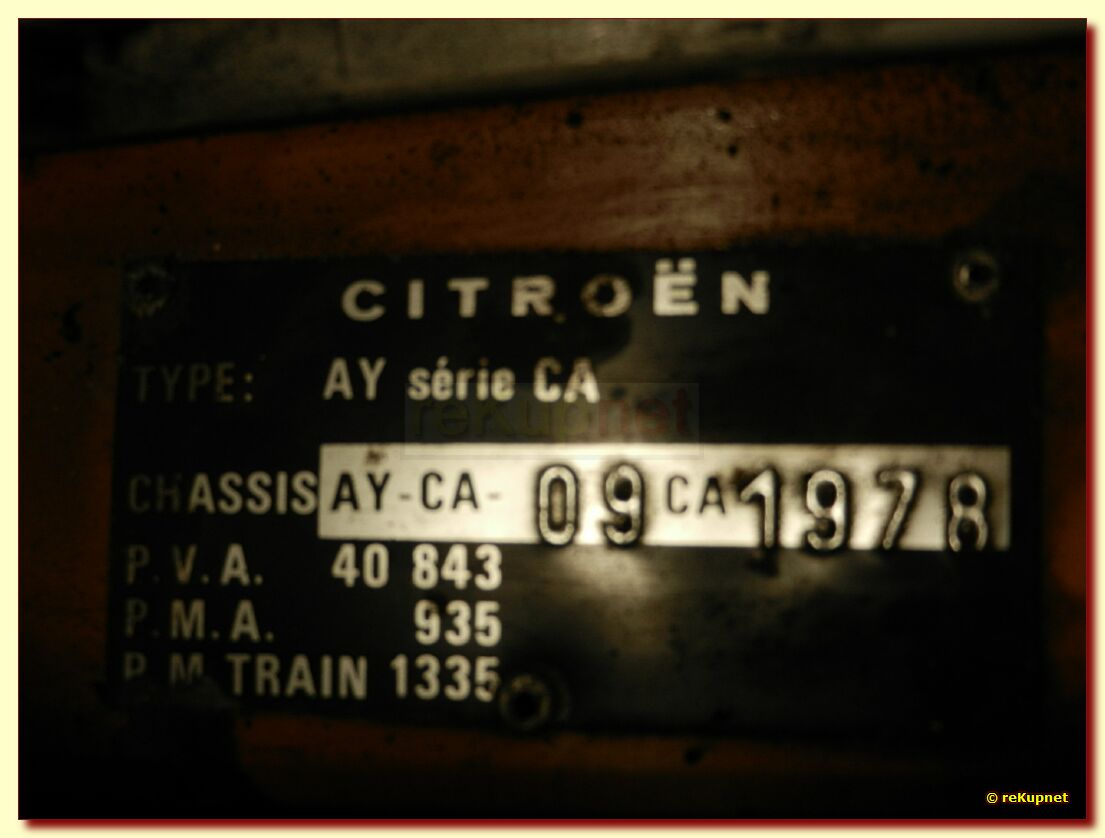 CITROËN
TYPE: AY série CA
reKupnet
CHASSIS AY-CA- 09 CA 1978
P.V.A. 40 843
P.M.A. 935
P.M.TRAIN 1335
© reKupnet